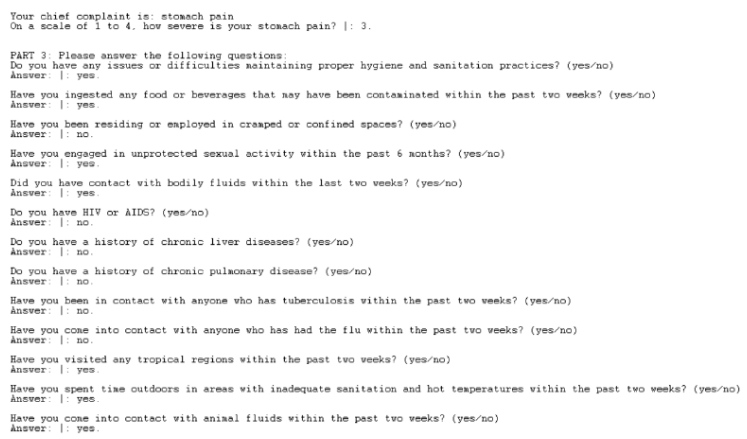 Your chief complaint is: stomach pain
On a scale of 1 to 4, how severe is your stomach pain? |: 3.
PART 3: Please answer the following questions:
Do you have any issues or difficulties maintaining proper hygiene and sanitation practices? (yes/no)
Answer: |: yes.
Have you ingested any food or beverages that may have been contaminated within the past two weeks? (yes/no)
Answer: |: yes.
Have you been residing or employed in cramped or confined spaces? (yes/no)
Answer: |: no.
Have you engaged in unprotected sexual activity within the past 6 months? (yes/no)
Answer: |: yes.
Did you have contact with bodily fluids within the last two weeks? (yes/no)
Answer: |: yes.
Do you have HIV or AIDS? (yes/no)
Answer: |: no.
Do you have a history of chronic liver diseases? (yes/no)
Answer: |: no.
Do you have a history of chronic pulmonary disease? (yes/no)
Answer: |: no.
Have you been in contact with anyone who has tuberculosis within the past two weeks? (yes/no)
Answer: |: no.
Have you come into contact with anyone who has had the flu within the past two weeks? (yes/no)
Answer: |: no.
Have you visited any tropical regions within the past two weeks? (yes/no)
Answer: |: yes.
Have you spent time outdoors in areas with inadequate sanitation and hot temperatures within the past two weeks? (yes/no)
Answer: |: yes.
Have you come into contact with animal fluids within the past two weeks? (yes/no)
Answer: |: yes.